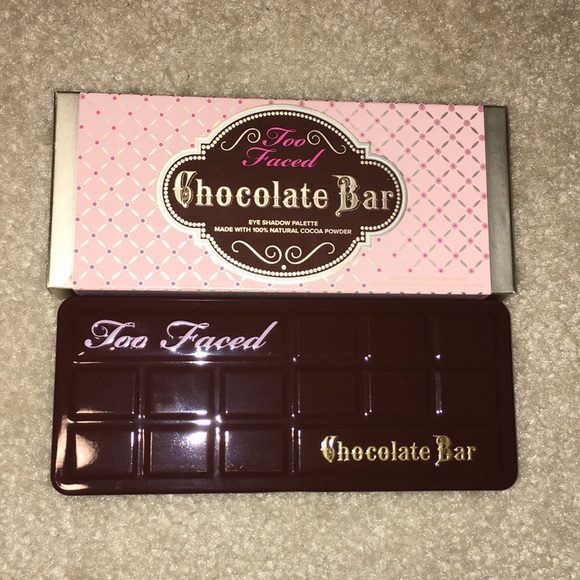 Too
Faced
Chocolate Bar
EYE SHADOW PALETTE
MADE WITH 100% NATURAL COCOA POWDER
Too Faced
Chocolate Bar